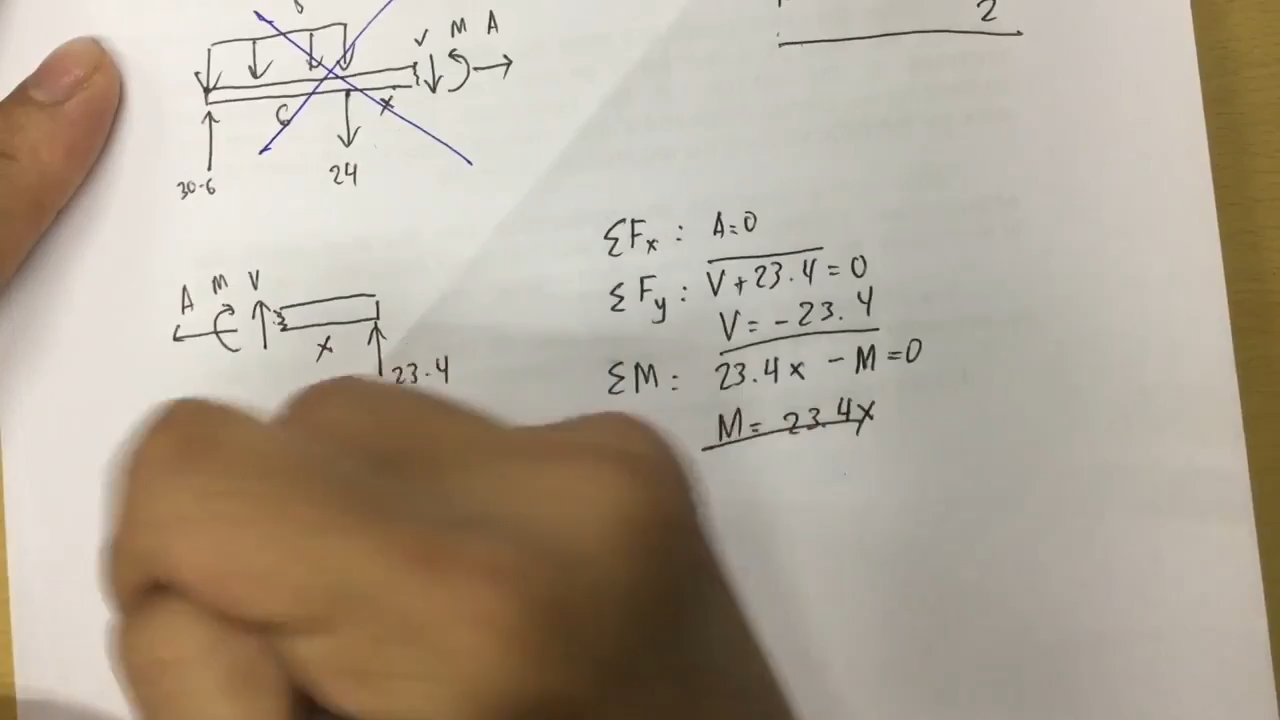 2
V M A
6 x
30.6
24
ΣFx : A=0
ΣFy : V+23.4=0
V=-23.4
A M V
x
23.4
ΣM: 23.4x - M=0
M= 23.4x